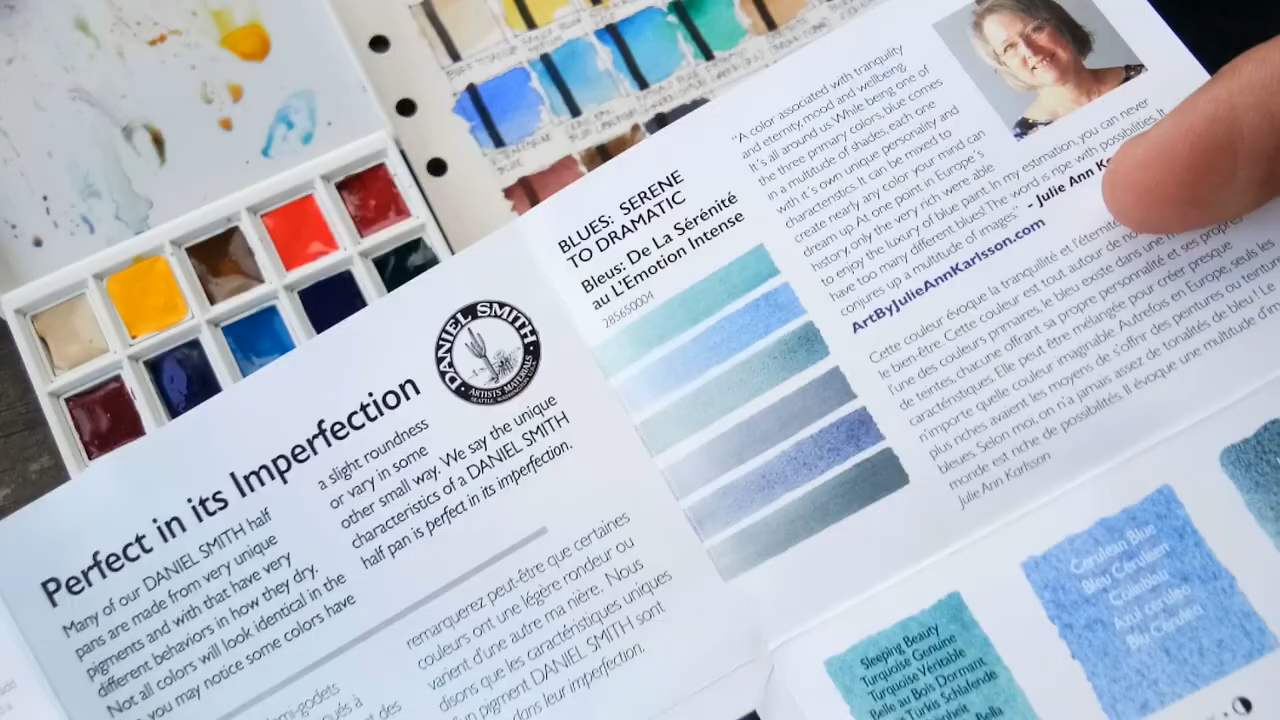 Perfect in its Imperfection
Many of our DANIEL SMITH half
pans are made from very unique
pigments and with that have very
different behaviors in how they dry.
Not all colors will look identical in the
you may notice some colors have
a slight roundness
or vary in some
other small way. We say the unique
characteristics of a DANIEL SMITH
half pan is perfect in its imperfection.
remarquerez peut-être que certaines
couleurs ont une légère rondeur ou
varient d'une autre ma nière. Nous
disons que les caractéristiques uniques
d'un pigment DANIEL SMITH sont
dans leur imperfection.
DANIEL SMITH
ARTISTS' MATERIALS
BLUES: SERENE
TO DRAMATIC
Bleus: De La Sérénité
au L'Émotion Intense
285650004
"A color associated with tranquility
and eternity, mood and wellbeing
It's all around us. While being one of
the three primary colors, blue comes
in a multitude of shades, each one
with it's own unique personality and
characteristics. It can be mixed to
create nearly any color your mind can
dream up. At one point in Europe's
history, only the very rich were able
to enjoy the luxury of blue paint. In my estimation, you can never
have too many different blues! The word is ripe with possibilities. It
conjures up a multitude of images." - Julie Ann
ArtByJulieAnnKarlsson.com
Cette couleur évoque la tranquilité et l'éternité
le bien-être. Cette couleur est tout autour de
l'une des couleurs primaires, le bleu existe dans une
de teintes, chacune offrant sa propre personnalité et ses propres
caractéristiques. Elle peut être mélangée pour créer presque
n'importe quelle couleur imaginable. Autrefois en Europe, seuls les
plus riches avaient les moyens de s'offrir des peintures ou teintures
bleues. Selon moi, on n'a jamais assez de tonalités de bleu! Le
monde est riche de possibilités. Il évoque une multitude
Julie Ann Karlsson
Cerulean Blue
Bleu Céruléen
Cölinblau
Azul cerúleo
Blu Ceruleo
Sleeping Beauty
Turquoise Genuine
Turquoise Véritable
Belle au Bois Dormant
Türkis Schlafende